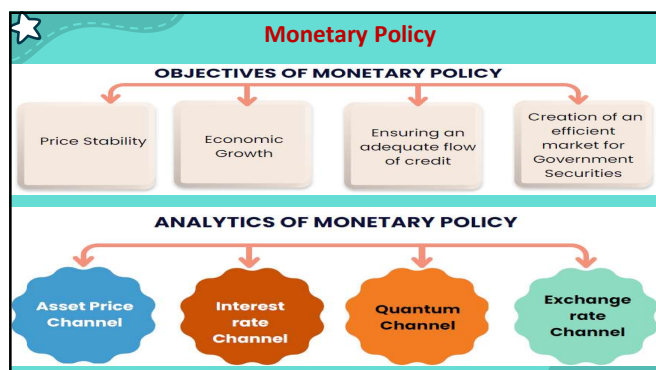 Monetary Policy
OBJECTIVES OF MONETARY POLICY
Price Stability
Economic
Growth
Ensuring an
adequate flow
of credit
Creation of an
efficient
market for
Government
Securities
ANALYTICS OF MONETARY POLICY
Asset Price
Channel
Interest
rate
Channel
Quantum
Channel
Exchange
rate
Channel